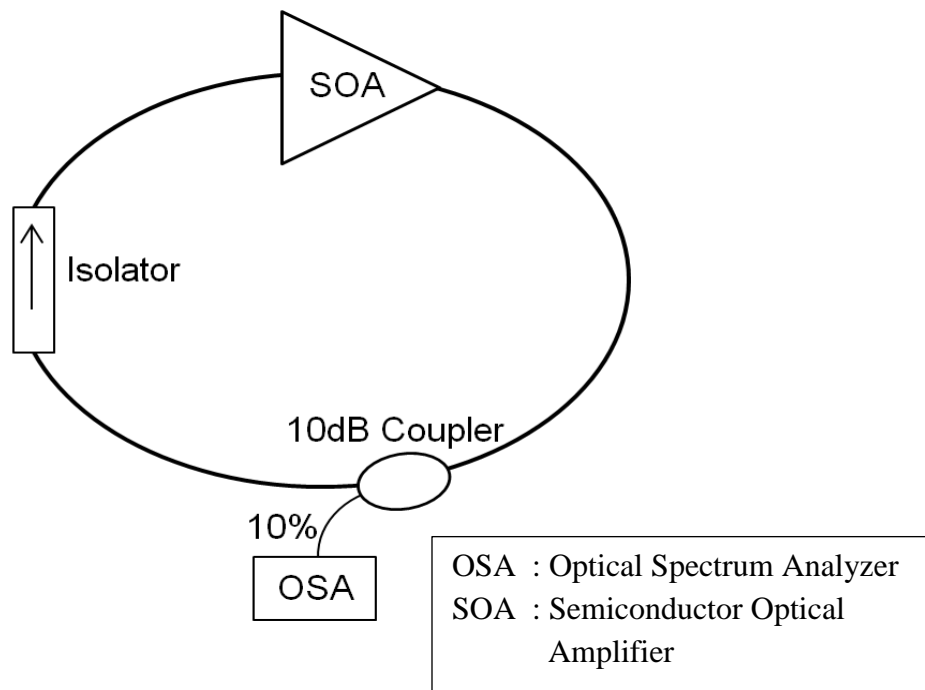 SOA
Isolator
10dB Coupler
10%
OSA
OSA : Optical Spectrum Analyzer
SOA : Semiconductor Optical
Amplifier